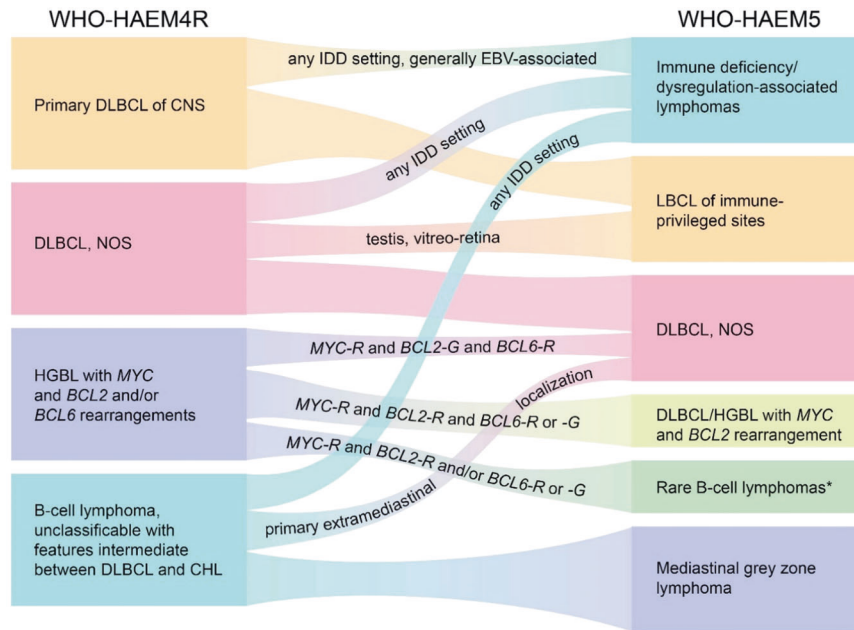 WHO-HAEM4R
WHO-HAEM5
Primary DLBCL of CNS
DLBCL, NOS
HGBL with MYC
and BCL2 and/or
BCL6 rearrangements
B-cell lymphoma,
unclassifiable with
features intermediate
between DLBCL and CHL
any IDD setting, generally EBV-associated
any IDD setting
any IDD setting
testis, vitreo-retina
MYC-R and BCL2-G and BCL6-R
MYC-R and BCL2-R and BCL6-R or -G
MYC-R and BCL2-R and/or BCL6-R or -G
primary extramediastinal localization
Immune deficiency/
dysregulation-associated
lymphomas
LBCL of immune-
privileged sites
DLBCL, NOS
DLBCL/HGBL with MYC
and BCL2 rearrangement
Rare B-cell lymphomas*
Mediastinal grey zone
lymphoma